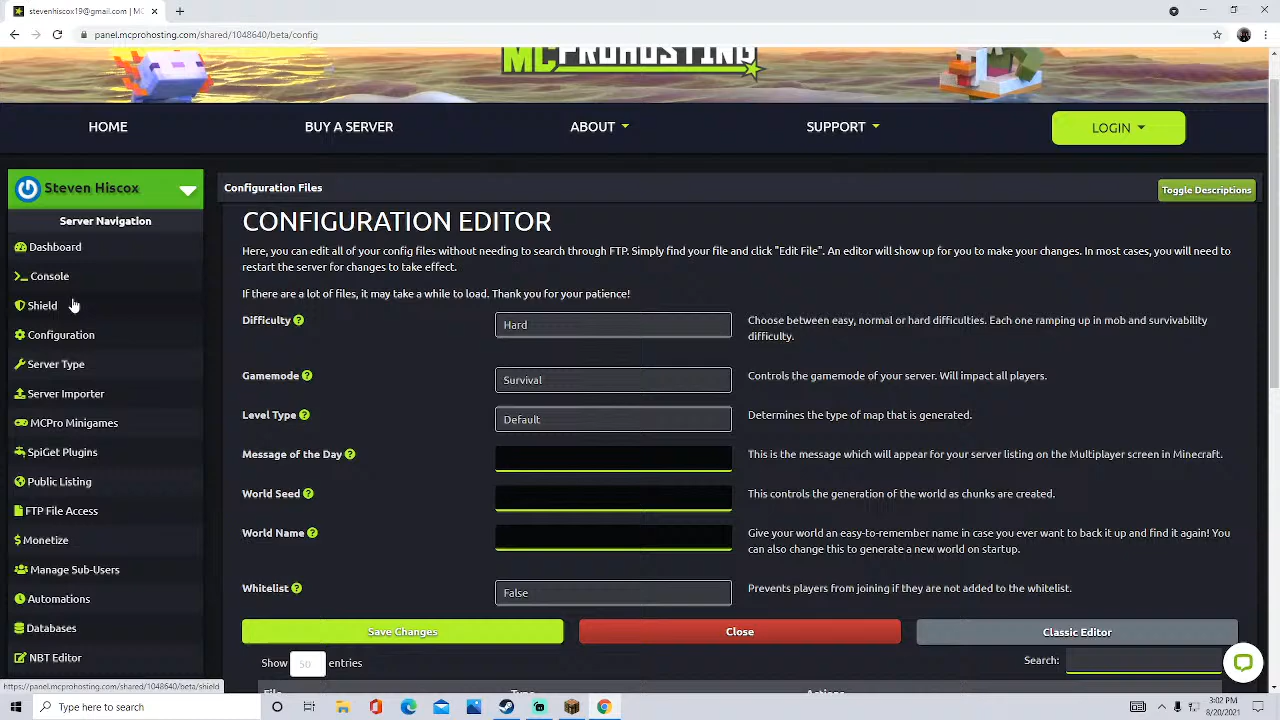 stevenhiscox19@gmail.com | MC
panel.mcprohosting.com/shared/1048640/beta/config
MCPROHOSTING
HOME
BUY A SERVER
ABOUT
SUPPORT
LOGIN
Steven Hiscox
Server Navigation
Dashboard
Console
Shield
Configuration
Server Type
Server Importer
MCPro Minigames
SpiGet Plugins
Public Listing
FTP File Access
Monetize
Manage Sub-Users
Automations
Databases
NBT Editor
Configuration Files
Toggle Descriptions
CONFIGURATION EDITOR
Here, you can edit all of your config files without needing to search through FTP. Simply find your file and click "Edit File". An editor will show up for you to make your changes. In most cases, you will need to
restart the server for changes to take effect.
If there are a lot of files, it may take a while to load. Thank you for your patience!
Difficulty
Hard
Choose between easy, normal or hard difficulties. Each one ramping up in mob and survivability
difficulty.
Gamemode
Survival
Controls the gamemode of your server. Will impact all players.
Level Type
Default
Determines the type of map that is generated.
Message of the Day
This is the message which will appear for your server listing on the Multiplayer screen in Minecraft.
World Seed
This controls the generation of the world as chunks are created.
World Name
Give your world an easy-to-remember name in case you ever want to back it up and find it again! You
can also change this to generate a new world on startup.
Whitelist
False
Prevents players from joining if they are not added to the whitelist.
Save Changes
Close
Classic Editor
Show 50 entries
Search:
File
Type
Actions
https://panel.mcprohosting.com/shared/1048640/beta/shield
Type here to search
3:02 PM
8/20/2021